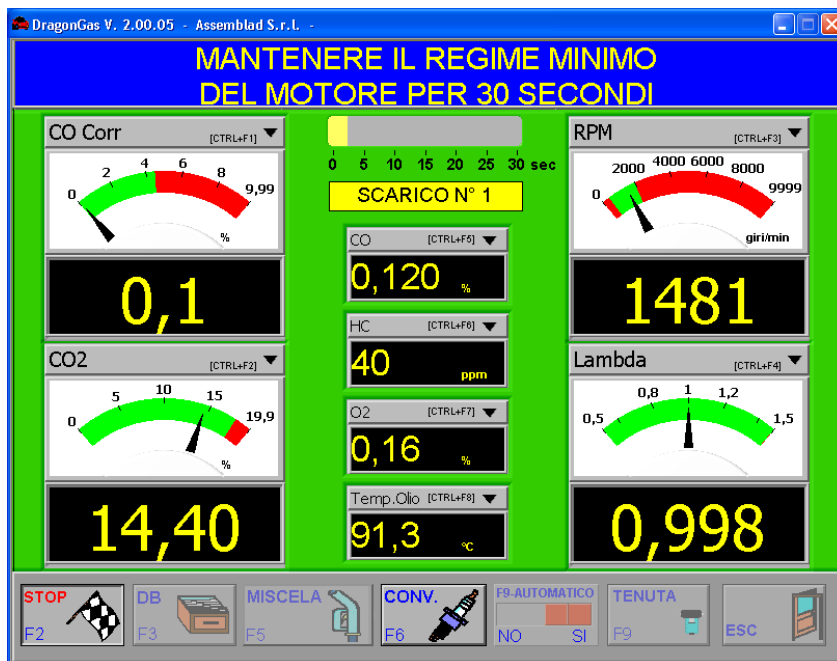 DragonGas V. 2.00.05 - Assemblad S.r.l. -
MANTENERE IL REGIME MINIMO
DEL MOTORE PER 30 SECONDI
CO Corr [CTRL+F1]
0 2 4 6 8 9,99
%
0,1
CO2 [CTRL+F2]
0 5 10 15 19,9
%
14,40
0 5 10 15 20 25 30 sec
SCARICO N° 1
CO [CTRL+F5]
0,120 %
HC [CTRL+F6]
40 ppm
O2 [CTRL+F7]
0,16 %
Temp.Olio [CTRL+F8]
91,3 °C
RPM [CTRL+F3]
0 2000 4000 6000 8000 9999
giri/min
1481
Lambda [CTRL+F4]
0,5 0,8 1 1,2 1,5
0,998
STOP
F2
DB
F3
MISCELA
F5
CONV.
F6
F9-AUTOMATICO
NO SI
TENUTA
F9
ESC